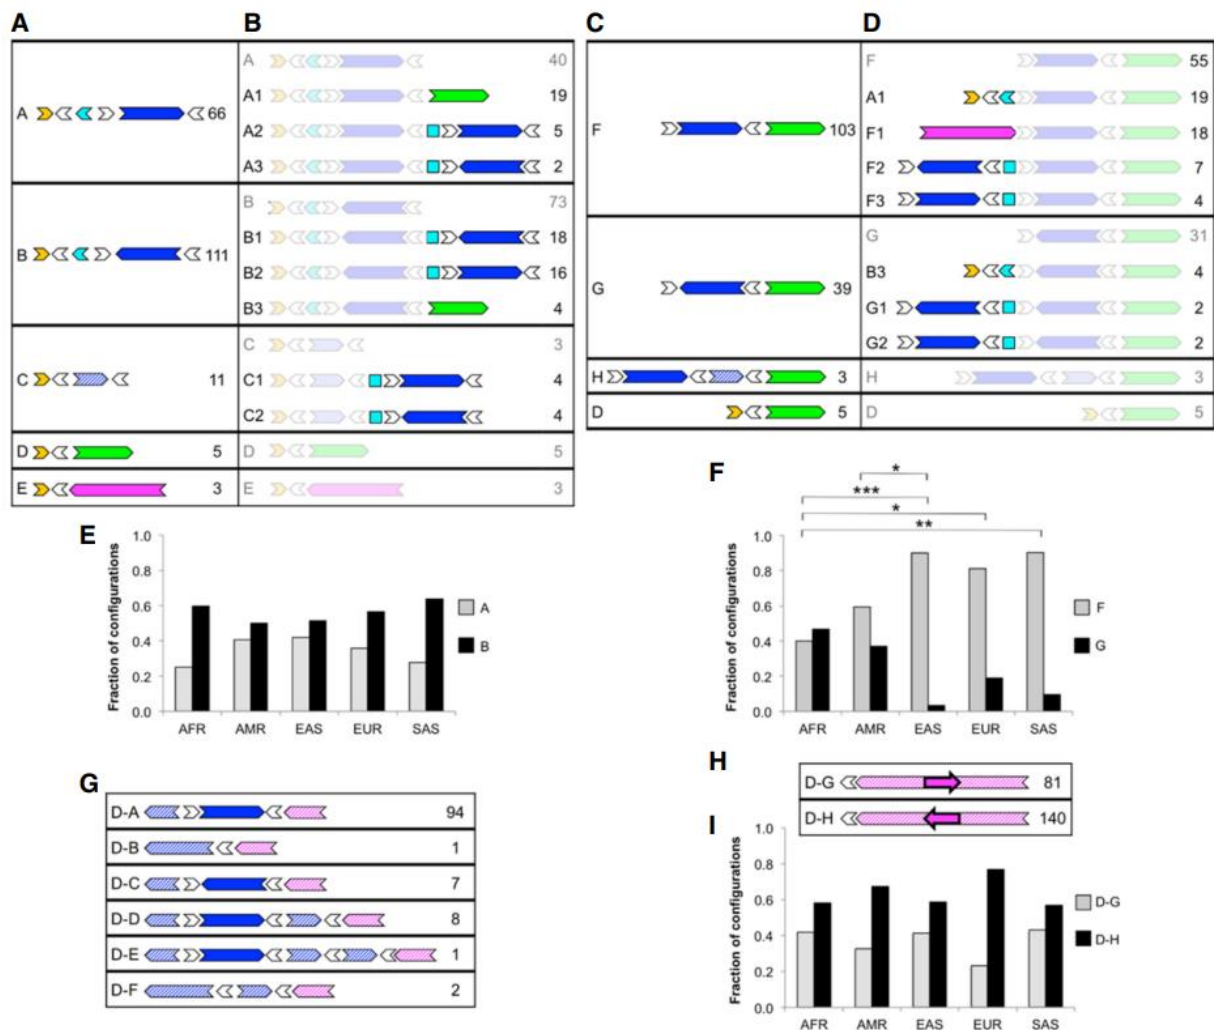 A
B
C
D
A 66
A 40
A1 19
A2 5
A3 2
B 111
B 73
B1 18
B2 16
B3 4
C 11
C 3
C1 4
C2 4
D 5
D 5
E 3
E 3
F 103
F 55
A1 19
F1 18
F2 7
F3 4
G 39
G 31
B3 4
G1 2
G2 2
H 3
H 3
D 5
D 5
E
Fraction of configurations
1.0
0.8
0.6
0.4
0.2
0.0
AFR AMR EAS EUR SAS
A
B
F
*
***
*
**
Fraction of configurations
1.0
0.8
0.6
0.4
0.2
0.0
AFR AMR EAS EUR SAS
F
G
G
D-A 94
D-B 1
D-C 7
D-D 8
D-E 1
D-F 2
H
D-G 81
D-H 140
I
Fraction of configurations
1.0
0.8
0.6
0.4
0.2
0.0
AFR AMR EAS EUR SAS
D-G
D-H